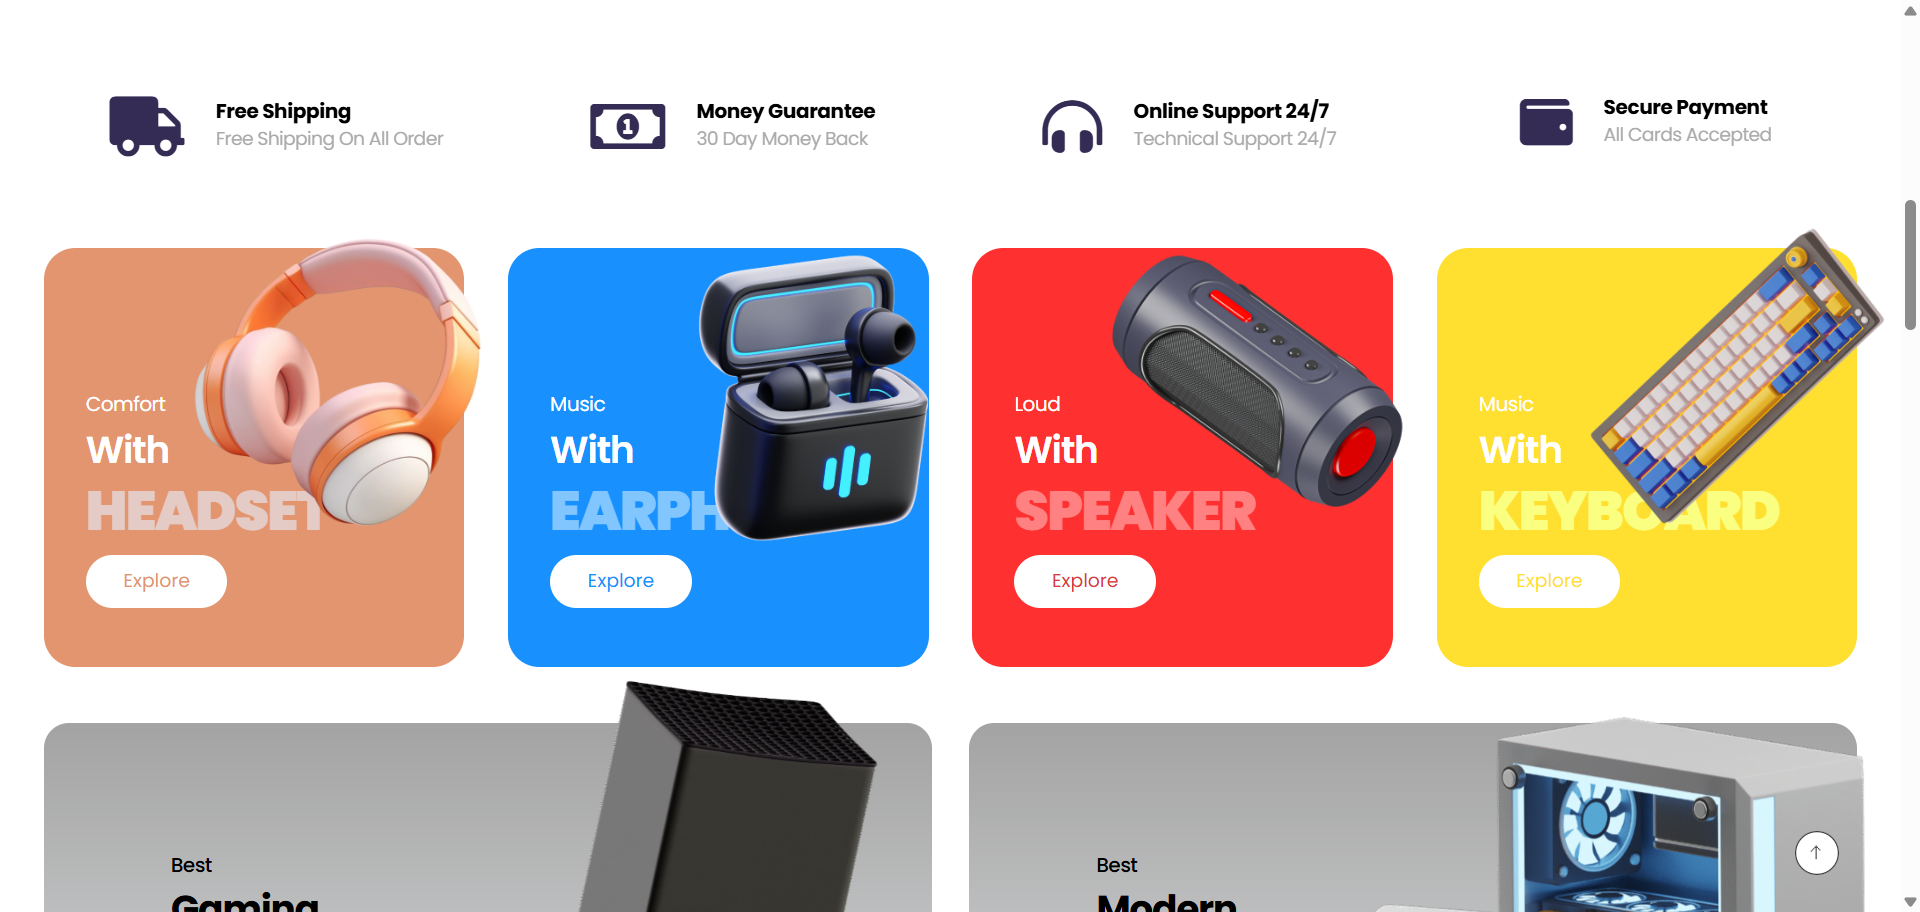 Free Shipping
Free Shipping On All Order
Money Guarantee
30 Day Money Back
Online Support 24/7
Technical Support 24/7
Secure Payment
All Cards Accepted
Comfort
With
HEADSET
Explore
Music
With
EARPH
Explore
Loud
With
SPEAKER
Explore
Music
With
KEYBOARD
Explore
Best
Gaming
Best
Modern